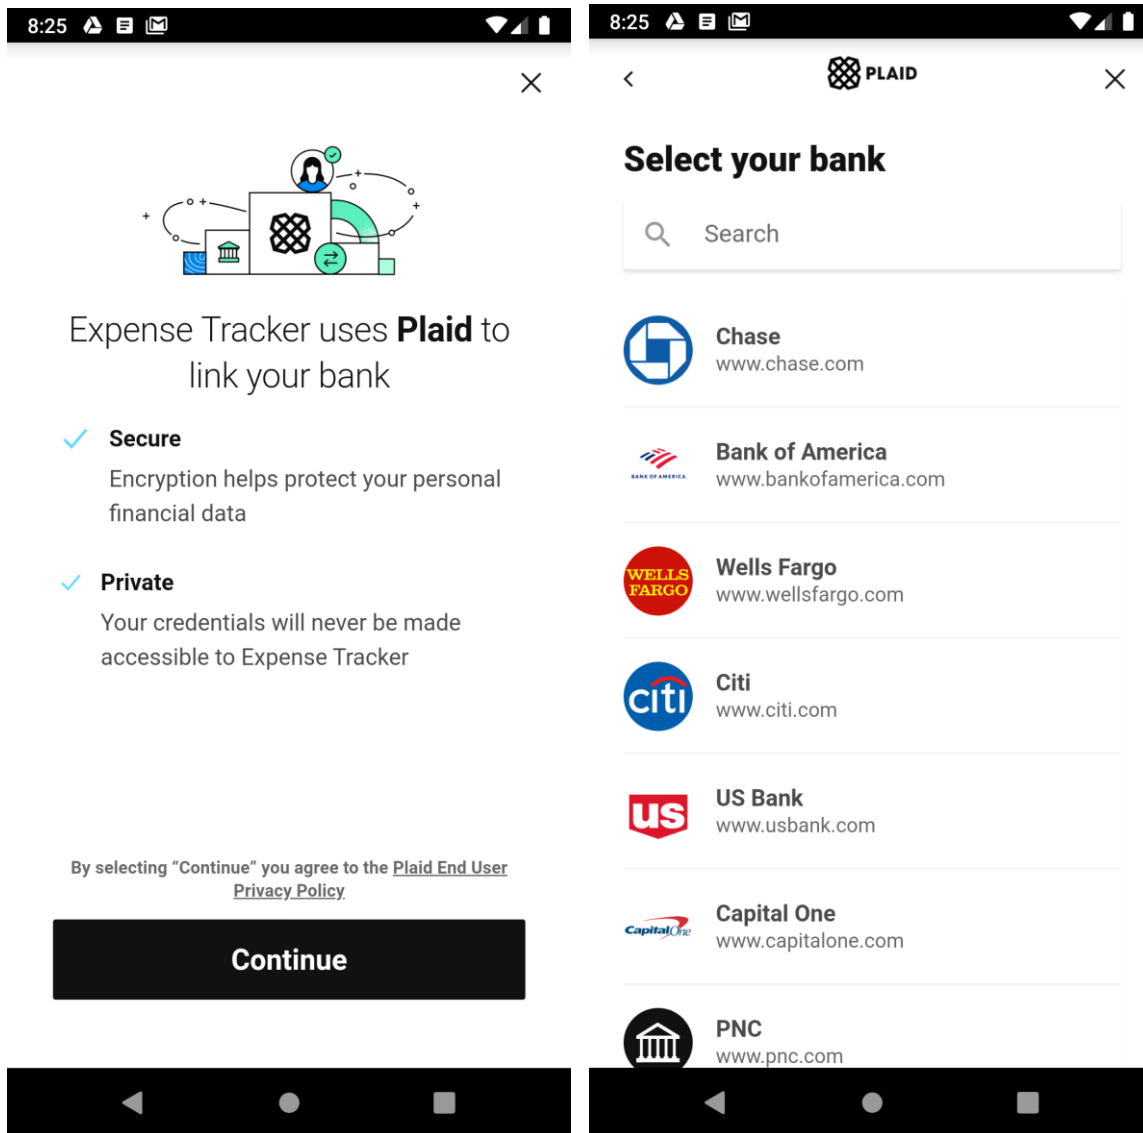 8:25
Expense Tracker uses Plaid to
link your bank
Secure
Encryption helps protect your personal
financial data
Private
Your credentials will never be made
accessible to Expense Tracker
By selecting “Continue” you agree to the Plaid End User
Privacy Policy
Continue
8:25
PLAID
Select your bank
Search
Chase
www.chase.com
BANK OF AMERICA
Bank of America
www.bankofamerica.com
WELLS
FARGO
Wells Fargo
www.wellsfargo.com
citi
Citi
www.citi.com
us
US Bank
www.usbank.com
CapitalOne
Capital One
www.capitalone.com
PNC
www.pnc.com